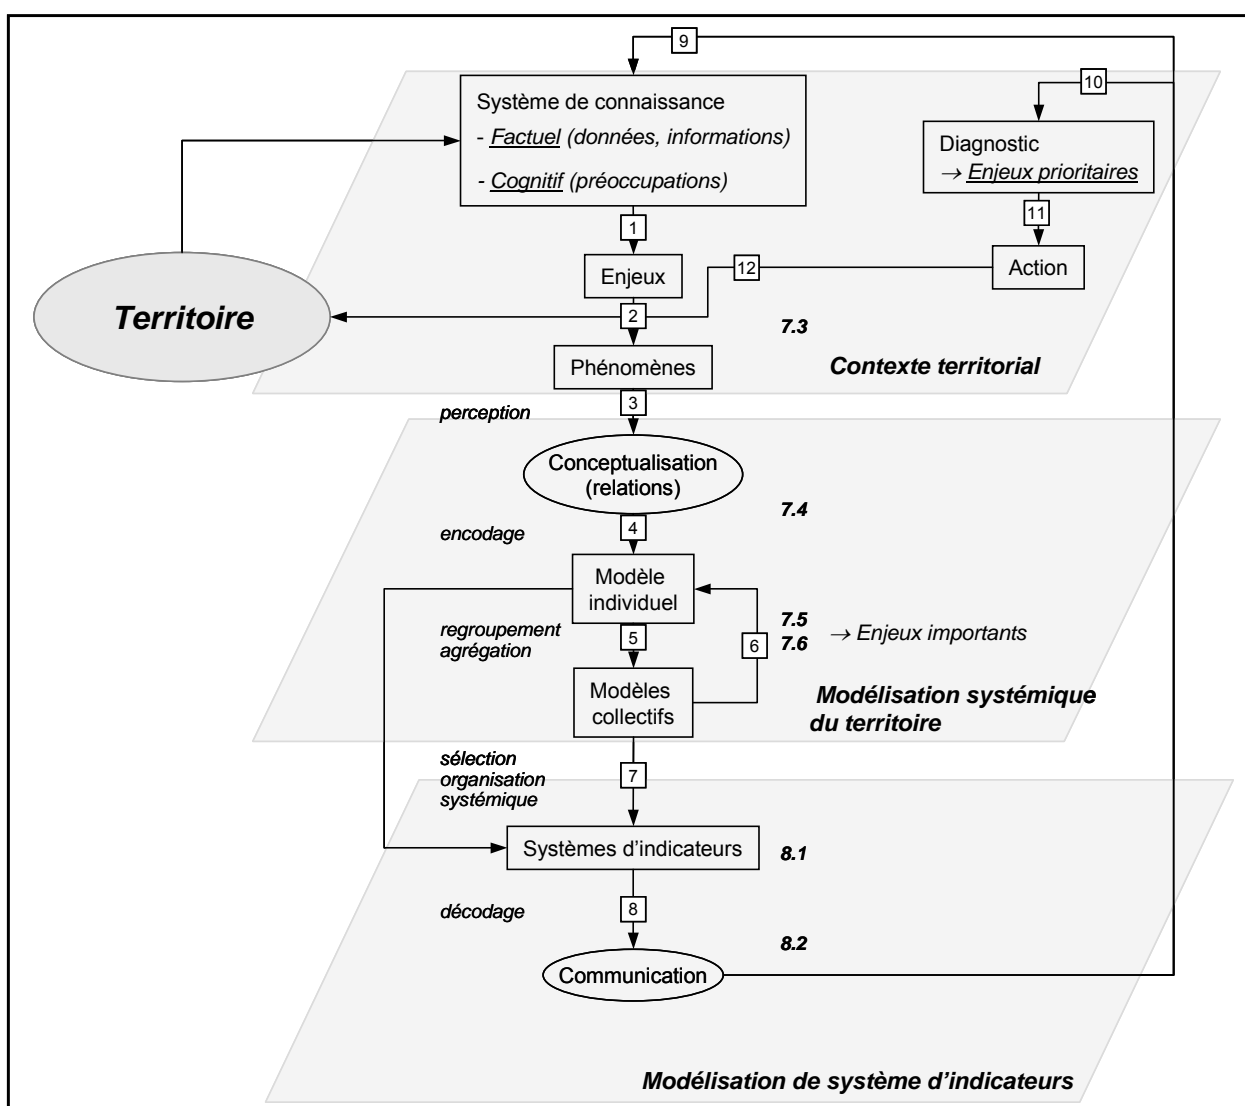 9
10
Système de connaissance
- Factuel (données, informations)
- Cognitif (préoccupations)
Diagnostic
→ Enjeux prioritaires
1
11
Enjeux
12
Action
Territoire
2
7.3
Phénomènes
Contexte territorial
3
perception
Conceptualisation
(relations)
7.4
4
encodage
Modèle
individuel
7.5
regroupement
agrégation
5
6
7.6
→ Enjeux importants
Modèles
collectifs
Modélisation systémique
du territoire
sélection
organisation
systémique
7
Systèmes d'indicateurs
8.1
8
décodage
8.2
Communication
Modélisation de système d'indicateurs